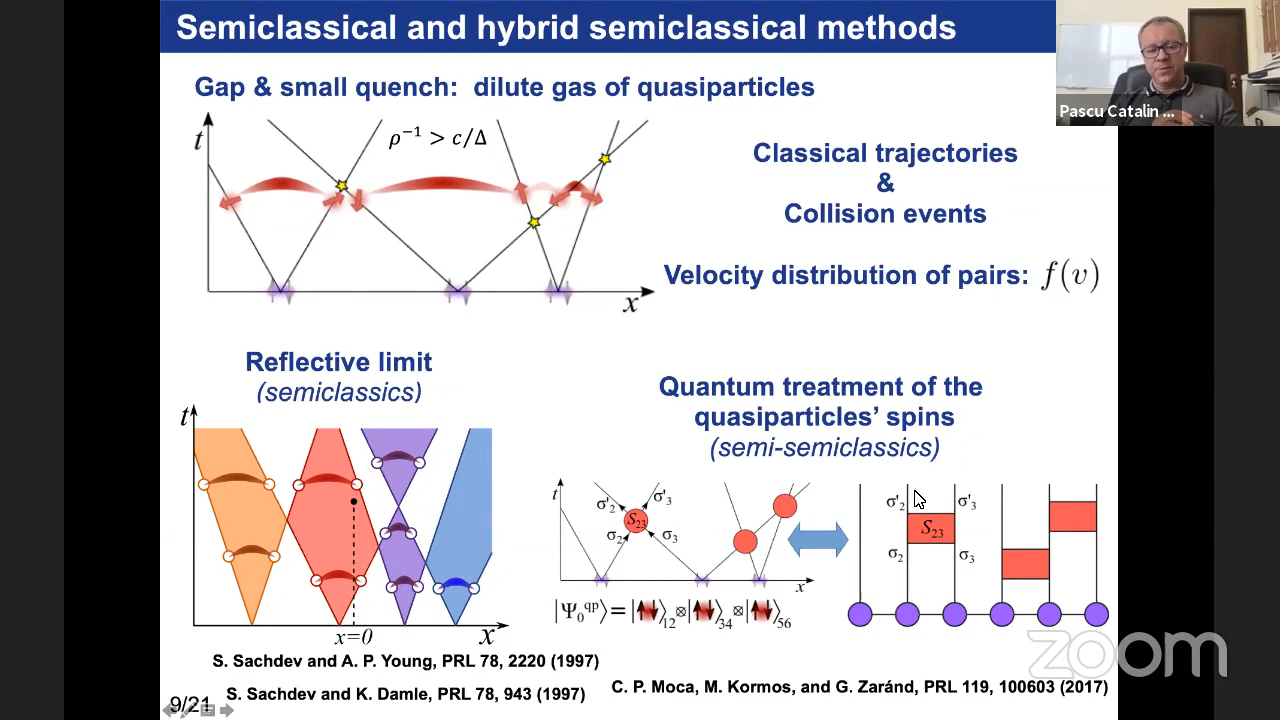 Semiclassical and hybrid semiclassical methods
Pascu Catalin ...
Gap & small quench: dilute gas of quasiparticles
t
ρ⁻¹ > c/Δ
x
Classical trajectories
&
Collision events
Velocity distribution of pairs: f(v)
Reflective limit
(semiclassics)
t
x=0
x
Quantum treatment of the
quasiparticles' spins
(semi-semiclassics)
t
σ'₂ σ'₃
S₂₃
σ₂ σ₃
x
σ'₂ σ'₃
S₂₃
σ₂ σ₃
|Ψ₀^qp⟩=|↑↓⟩₁₂⊗|↑↓⟩₃₄⊗|↑↓⟩₅₆
zoom
S. Sachdev and A. P. Young, PRL 78, 2220 (1997)
S. Sachdev and K. Damle, PRL 78, 943 (1997)
C. P. Moca, M. Kormos, and G. Zaránd, PRL 119, 100603 (2017)
9/21